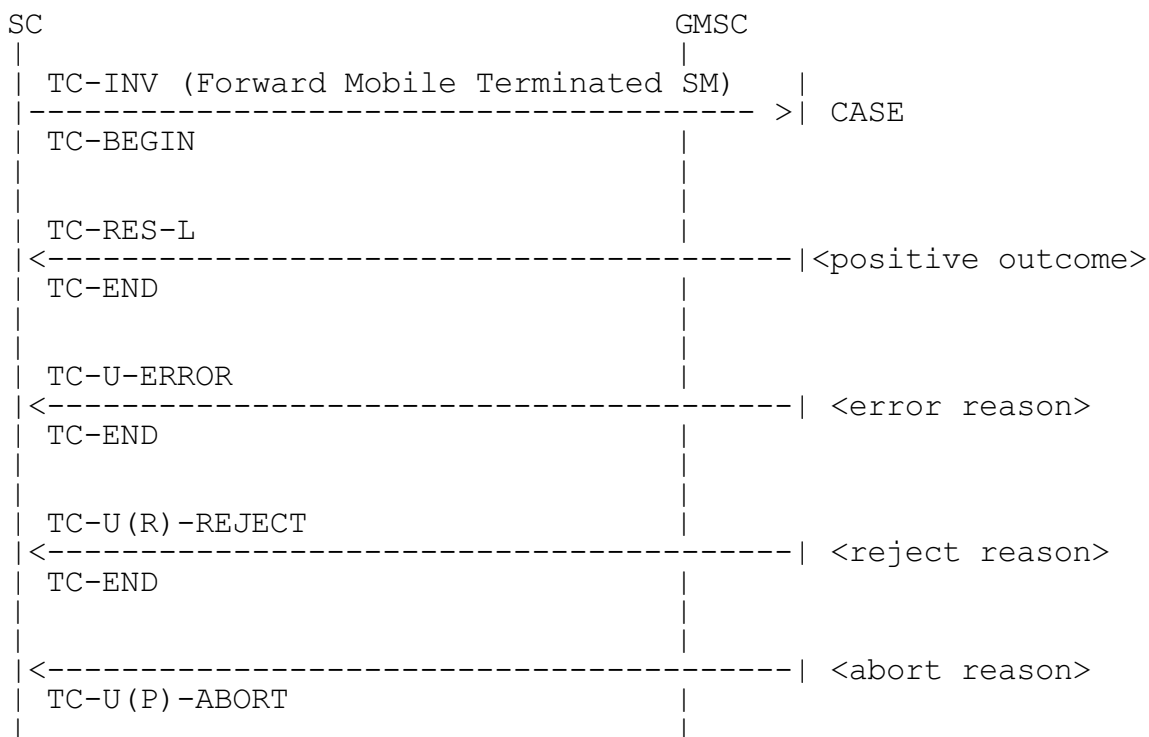 SC GMSC
TC-INV (Forward Mobile Terminated SM)
CASE
TC-BEGIN
TC-RES-L
<positive outcome>
TC-END
TC-U-ERROR
<error reason>
TC-END
TC-U(R)-REJECT
<reject reason>
TC-END
<abort reason>
TC-U(P)-ABORT